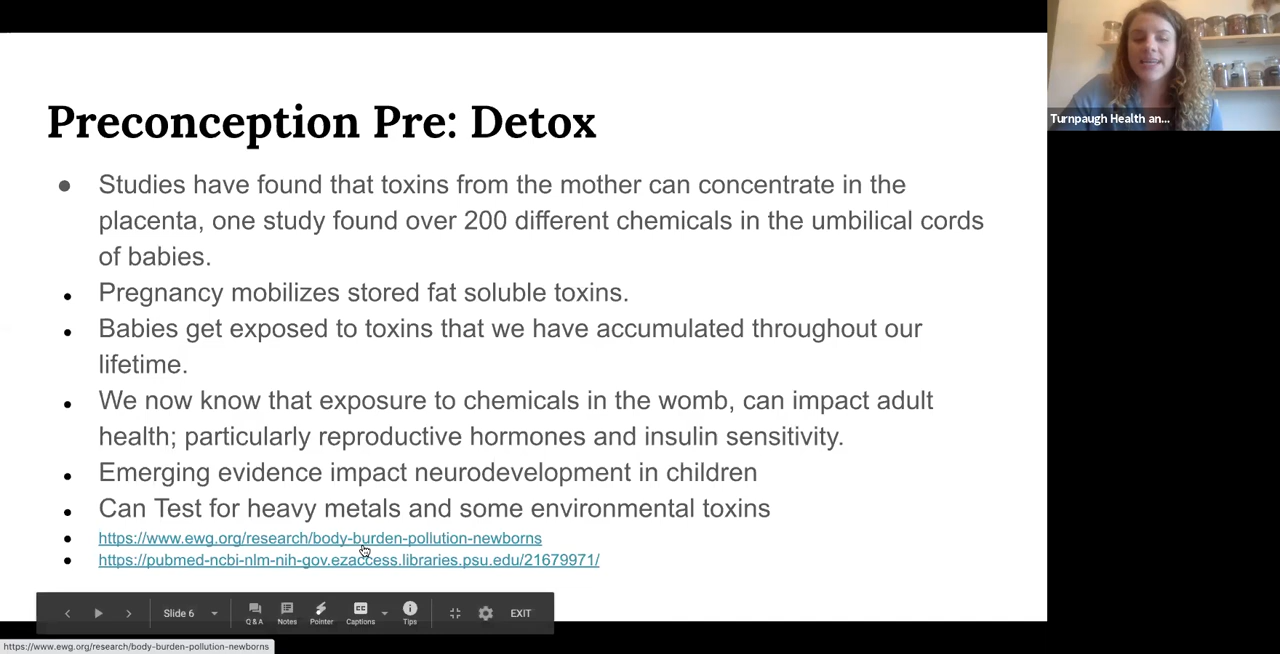 Preconception Pre: Detox
Studies have found that toxins from the mother can concentrate in the
placenta, one study found over 200 different chemicals in the umbilical cords
of babies.
Pregnancy mobilizes stored fat soluble toxins.
Babies get exposed to toxins that we have accumulated throughout our
lifetime.
We now know that exposure to chemicals in the womb, can impact adult
health; particularly reproductive hormones and insulin sensitivity.
Emerging evidence impact neurodevelopment in children
Can Test for heavy metals and some environmental toxins
https://www.ewg.org/research/body-burden-pollution-newborns
https://pubmed-ncbi-nlm-nih-gov.ezaccess.libraries.psu.edu/21679971/
Turnpaugh Health an...
Slide 6
Q & A
Notes
Pointer
CC
Captions
Tips
EXIT
https://www.ewg.org/research/body-burden-pollution-newborns